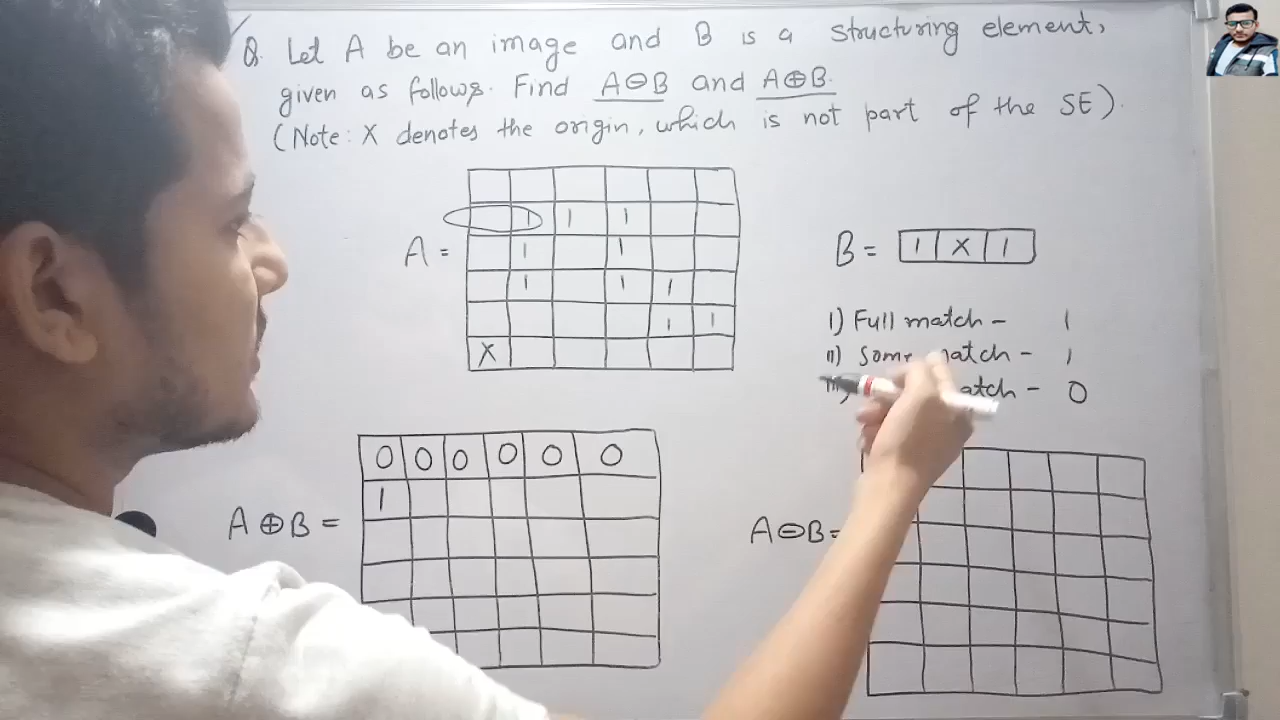 Q. Let A be an image and B is a structuring element,
given as follows. Find A⊖B and A⊕B.
(Note: X denotes the origin, which is not part of the SE).
A =
1 1 1
1 1
1 1 1
1 1
X
B = 1 X 1
i) Full match - 1
ii) match - 1
- 0
A⊕B =
0 0 0 0 0 0
1
A⊖B=